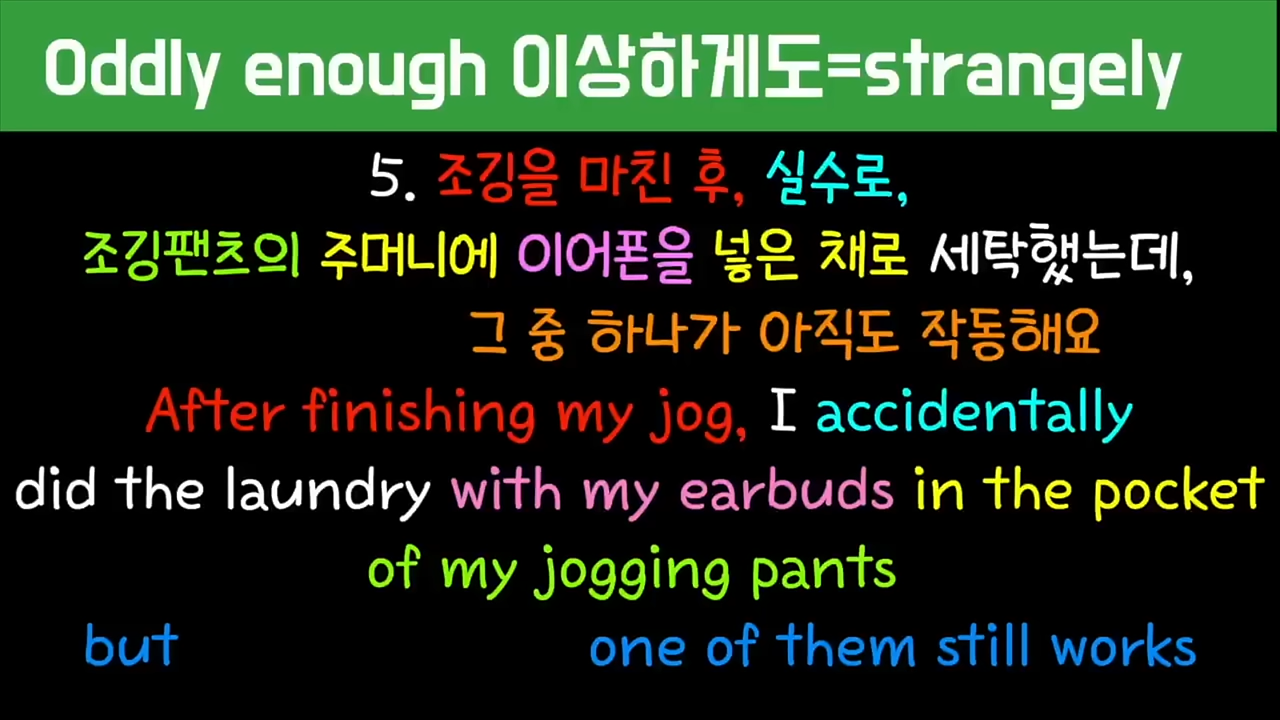 Oddly enough 이상하게도=strangely
5. 조깅을 마친 후, 실수로,
조깅팬츠의 주머니에 이어폰을 넣은 채로 세탁했는데,
그 중 하나가 아직도 작동해요
After finishing my jog, I accidentally
did the laundry with my earbuds in the pocket
of my jogging pants
but one of them still works